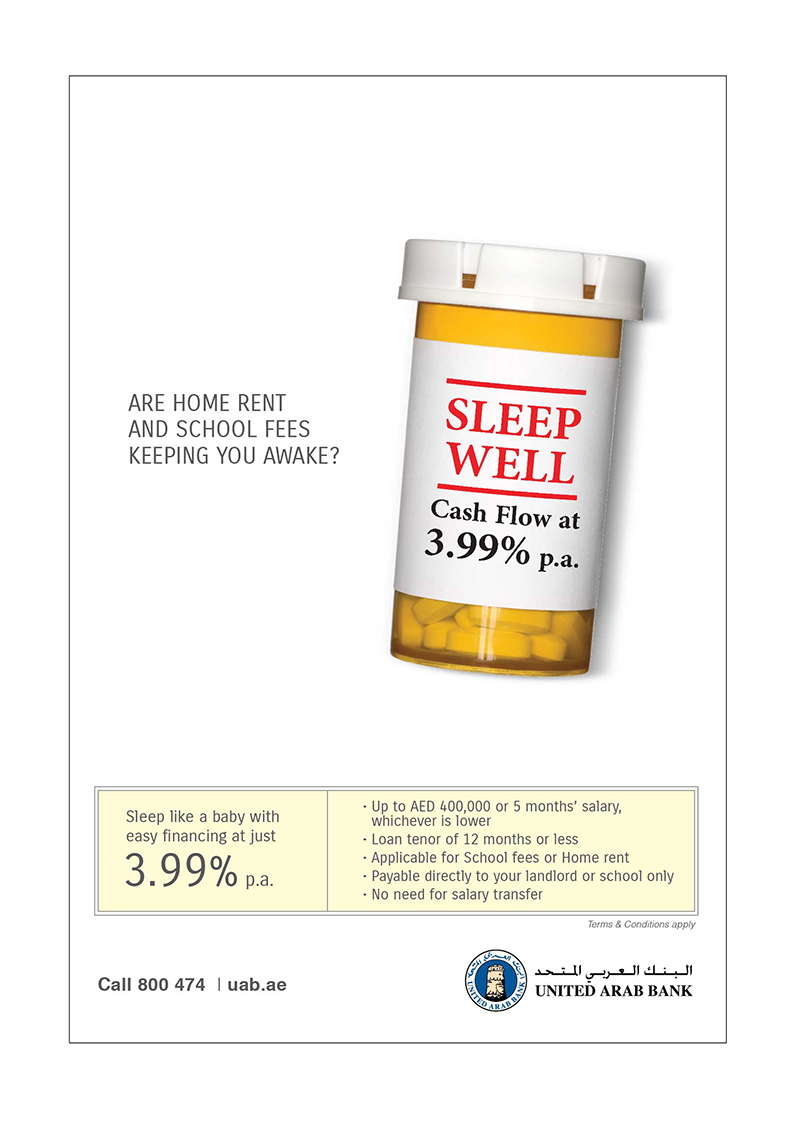 ARE HOME RENT
AND SCHOOL FEES
KEEPING YOU AWAKE?
SLEEP
WELL
Cash Flow at
3.99% p.a.
Sleep like a baby with
easy financing at just
3.99% p.a.
• Up to AED 400,000 or 5 months' salary,
whichever is lower
• Loan tenor of 12 months or less
• Applicable for School fees or Home rent
• Payable directly to your landlord or school only
• No need for salary transfer
Terms & Conditions apply
Call 800 474 | uab.ae
البنك العربي المتحد
UNITED ARAB BANK
البنك العربي المتحد
UNITED ARAB BANK